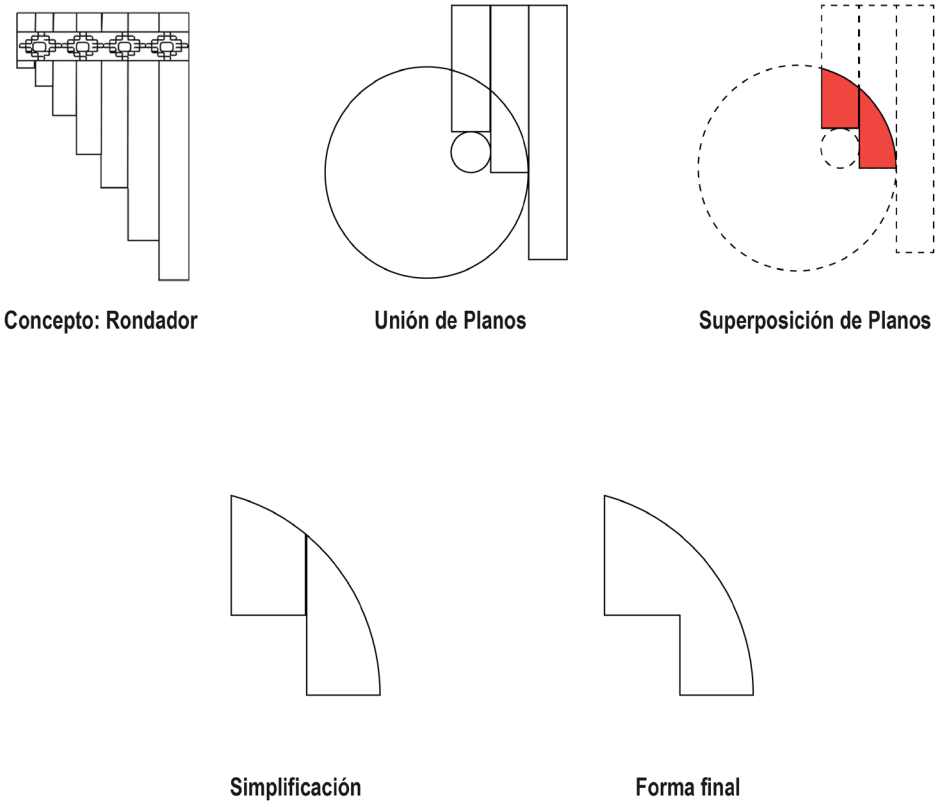 Concepto: Rondador
Unión de Planos
Superposición de Planos
Simplificación
Forma final